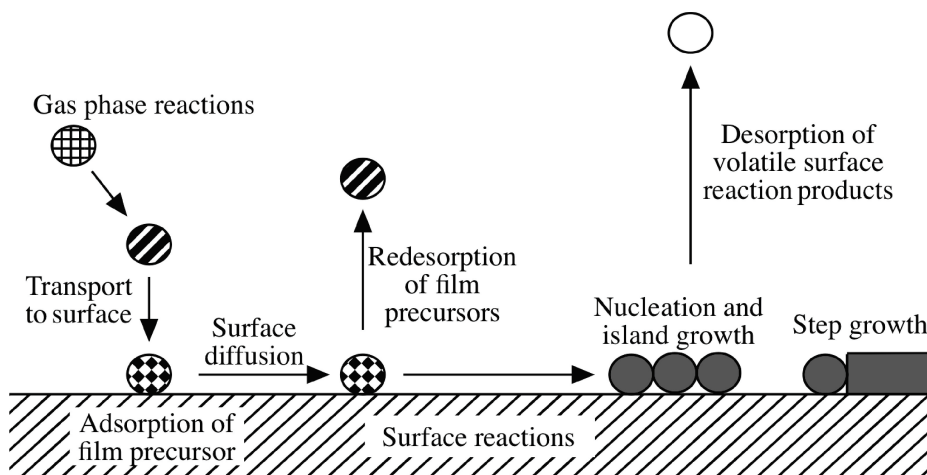 Gas phase reactions
Transport
to surface
Surface
diffusion
Redesorption
of film
precursors
Desorption of
volatile surface
reaction products
Nucleation and
island growth
Step growth
Adsorption of
film precursor
Surface reactions